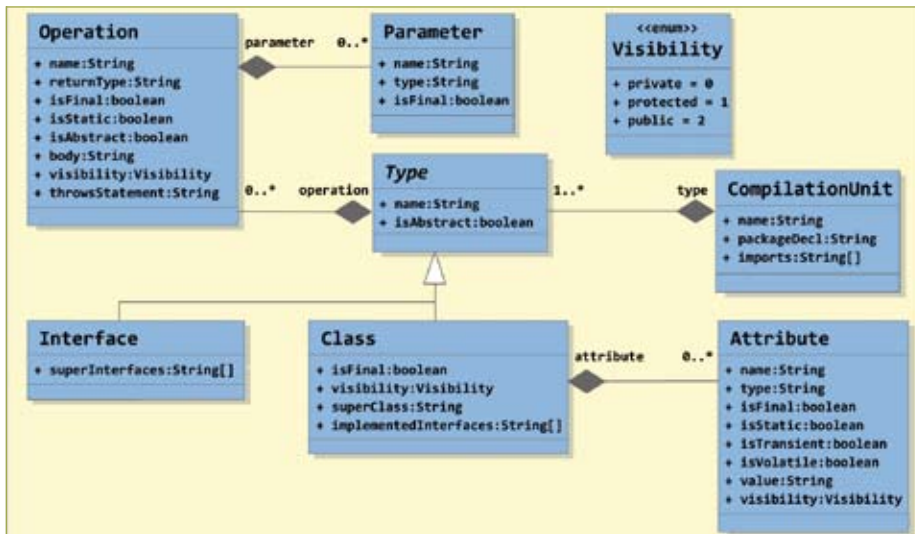 Operation
+ name:String
+ returnType:String
+ isFinal:boolean
+ isStatic:boolean
+ isAbstract:boolean
+ body:String
+ visibility:Visibility
+ throwsStatement:String
parameter 0..*
Parameter
+ name:String
+ type:String
+ isFinal:boolean
<<enum>>
Visibility
+ private = 0
+ protected = 1
+ public = 2
0..* operation
Type
+ name:String
+ isAbstract:boolean
1..* type
CompilationUnit
+ name:String
+ packageDecl:String
+ imports:String[]
Interface
+ superInterfaces:String[]
Class
+ isFinal:boolean
+ visibility:Visibility
+ superClass:String
+ implementedInterfaces:String[]
attribute 0..*
Attribute
+ name:String
+ type:String
+ isFinal:boolean
+ isStatic:boolean
+ isTransient:boolean
+ isVolatile:boolean
+ value:String
+ visibility:Visibility